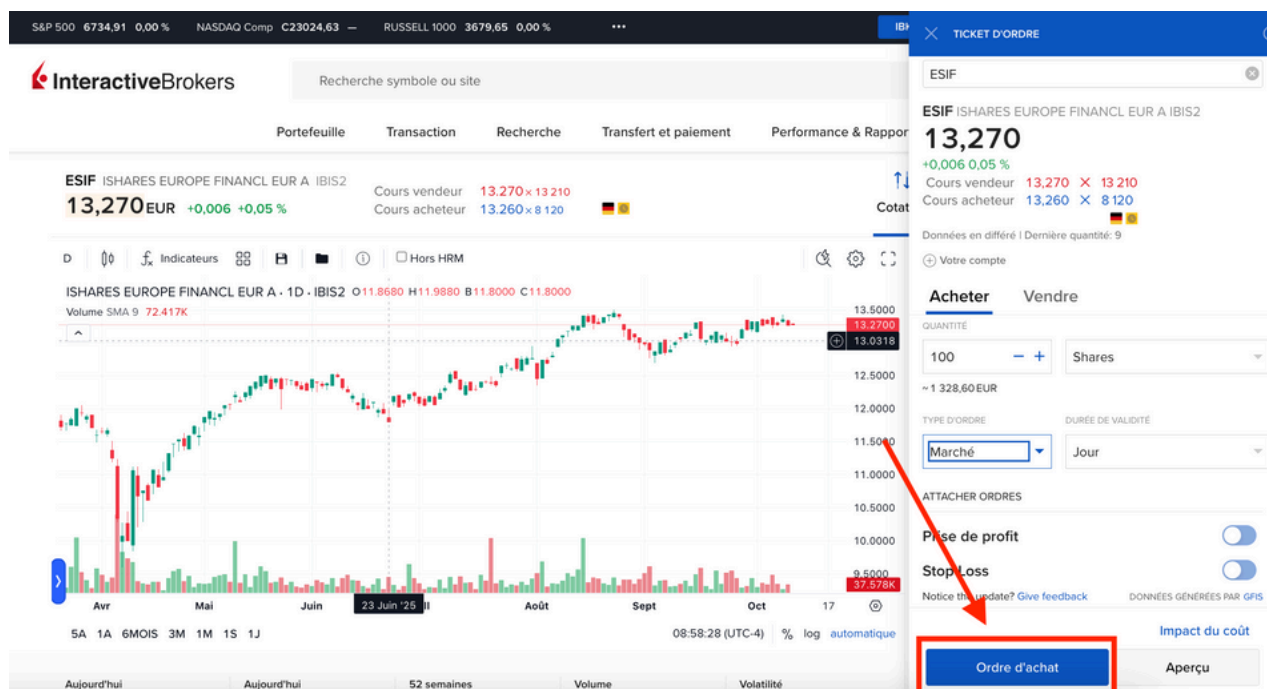 S&P 500 6734,91 0,00 % NASDAQ Comp C23024,63 — RUSSELL 1000 3679,65 0,00 % •••
TICKET D'ORDRE
InteractiveBrokers
Recherche symbole ou site
Portefeuille Transaction Recherche Transfert et paiement
ESIF ISHARES EUROPE FINANCL EUR A IBIS2
13,270 EUR +0,006 +0,05 %
Cours vendeur 13.270 × 13 210
Cours acheteur 13.260 × 8 120
D Indicateurs Hors HRM
ISHARES EUROPE FINANCL EUR A · 1D · IBIS2 O11.8680 H11.9880 B11.8000 C11.8000
Volume SMA 9 72.417K
13.5000
13.2700
13.0318
12.5000
12.0000
11.5000
11.0000
10.5000
10.0000
9.5000
37.578K
Avr Mai Juin 23 Juin '25 Août Sept Oct 17
5A 1A 6MOIS 3M 1M 1S 1J
08:58:28 (UTC-4) % log automatique
Aujourd'hui Aujourd'hui 52 semaines Volume Volatilité
ESIF
ESIF ISHARES EUROPE FINANCL EUR A IBIS2
13,270
+0,006 0,05 %
Cours vendeur 13,270 × 13 210
Cours acheteur 13,260 × 8 120
Données en différé | Dernière quantité: 9
Votre compte
Acheter Vendre
QUANTITÉ
100 − + Shares
~ 1 328,60 EUR
TYPE D'ORDRE DURÉE DE VALIDITÉ
Marché Jour
ATTACHER ORDRES
Prise de profit
Stop Loss
Notice the update? Give feedback DONNÉES GÉNÉRÉES PAR GFIS
Impact du coût
Ordre d'achat Aperçu